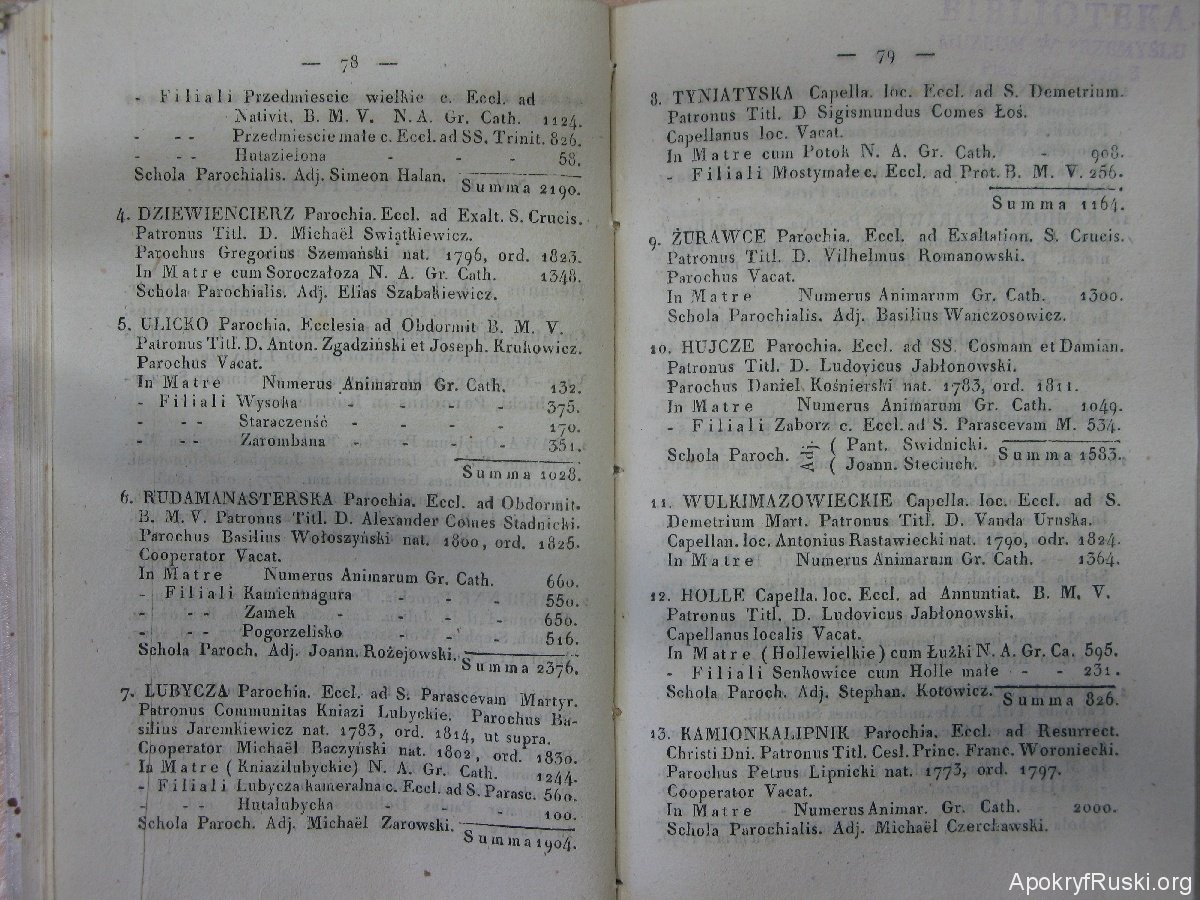 — 78 —
- Filiali Przedmiescie wielkie c. Eccl. ad
Nativit. B. M. V. N. A. Gr. Cath. 1124.
- - - Przedmiescie małe c. Eccl. ad SS. Trinit. 826.
- - - Hutazielona - - - 58.
Schola Parochialis. Adj. Simeon Halan.
Summa 2190.
4. DZIEWIENCIERZ Parochia. Eccl. ad Exalt. S. Crucis.
Patronus Titl. D. Michaël Swiątkiewicz.
Parochus Gregorius Szemański nat. 1796, ord. 1823.
In Matre cum Soroczałoza N. A. Gr. Cath. 1348.
Schola Parochialis. Adj. Elias Szabakiewicz.
5. ULICKO Parochia. Ecclesia ad Obdormit B. M. V.
Patronus Titl. D. Anton. Zgadziński et Joseph. Krukowicz.
Parochus Vacat.
In Matre Numerus Animarum Gr. Cath. 132.
- Filiali Wysoka - - - - 375.
- - - Staraczenść - - - - 170.
- - - Zarombana - - - - 351.
Summa 1028.
6. RUDAMANASTERSKA Parochia. Eccl. ad Obdormit.
B. M. V. Patronus Titl. D. Alexander Comes Stadnicki.
Parochus Basilius Wołoszyński nat. 1800, ord. 1825.
Cooperator Vacat.
In Matre Numerus Animarum Gr. Cath. 660.
- Filiali Kamiennagura - - - 550.
- - - Zamek - - - - 650.
- - - Pogorzelisko - - - 516.
Schola Paroch. Adj. Joann. Rożejowski.
Summa 2376.
7. LUBYCZA Parochia. Eccl. ad S. Parascevam Martyr.
Patronus Communitas Kniazi Lubyckie. Parochus Ba-
silius Jaremkiewicz nat. 1783, ord. 1814, ut supra.
Cooperator Michaël Baczyński nat. 1802, ord. 1830.
In Matre (Kniazilubyckie) N. A. Gr. Cath. 1244.
- Filiali Lubycza kameralna c. Eccl. ad S. Parasc. 560.
- - - Hutalubycka - - - 100.
Schola Paroch. Adj. Michaël Zarowski.
Summa 1904.
— 79 —
BIBLIOTEKA
8. TYNIATYSKA Capella. loc. Eccl. ad S. Demetrium.
Patronus Titl. D Sigismundus Comes Łoś.
Capellanus loc. Vacat.
In Matre cum Potok N. A. Gr. Cath. - 908.
- Filiali Mostymałe c. Eccl. ad Prot. B. M. V. 256.
Summa 1164.
9. ŻURAWCE Parochia. Eccl. ad Exaltation. S. Crucis.
Patronus Titl. D. Vilhelmus Romanowski.
Parochus Vacat.
In Matre Numerus Animarum Gr. Cath. 1300.
Schola Parochialis. Adj. Basilius Wanczosowicz.
10. HUJCZE Parochia. Eccl. ad SS. Cosmam et Damian.
Patronus Titl. D. Ludovicus Jabłonowski.
Parochus Daniel Kośnierski nat. 1783, ord. 1811.
In Matre Numerus Animarum Gr. Cath. 1049.
- Filiali Zaborz c. Eccl. ad S. Parascevam M. 534.
Schola Paroch. Adj. ( Pant. Swidnicki.
( Joann. Steciuch. Summa 1583.
11. WULKIMAZOWIECKIE Capella. loc. Eccl. ad S.
Demetrium Mart. Patronus Titl. D. Vanda Uruska.
Capellan. loc. Antonius Rastawiecki nat. 1790, odr. 1824.
In Matre Numerus Animarum Gr. Cath. - 1364.
12. HOLLE Capella. loc. Eccl. ad Annuntiat. B. M. V.
Patronus Titl. D. Ludovicus Jabłonowski.
Capellanus localis Vacat.
In Matre (Hollewielkie) cum Łużki N. A. Gr. Ca. 595.
- Filiali Senkowice cum Holle małe - - 231.
Schola Paroch. Adj. Stephan. Kotowicz.
Summa 826.
13. KAMIONKALIPNIK Parochia. Eccl. ad Resurrect.
Christi Dni. Patronus Titl. Cesl. Princ. Franc. Woroniecki.
Parochus Petrus Lipnicki nat. 1773, ord. 1797.
Cooperator Vacat.
In Matre - Numerus Animar. Gr. Cath. 2000.
Schola Parochialis. Adj. Michaël Czerchawski.
ApokryfRuski.org